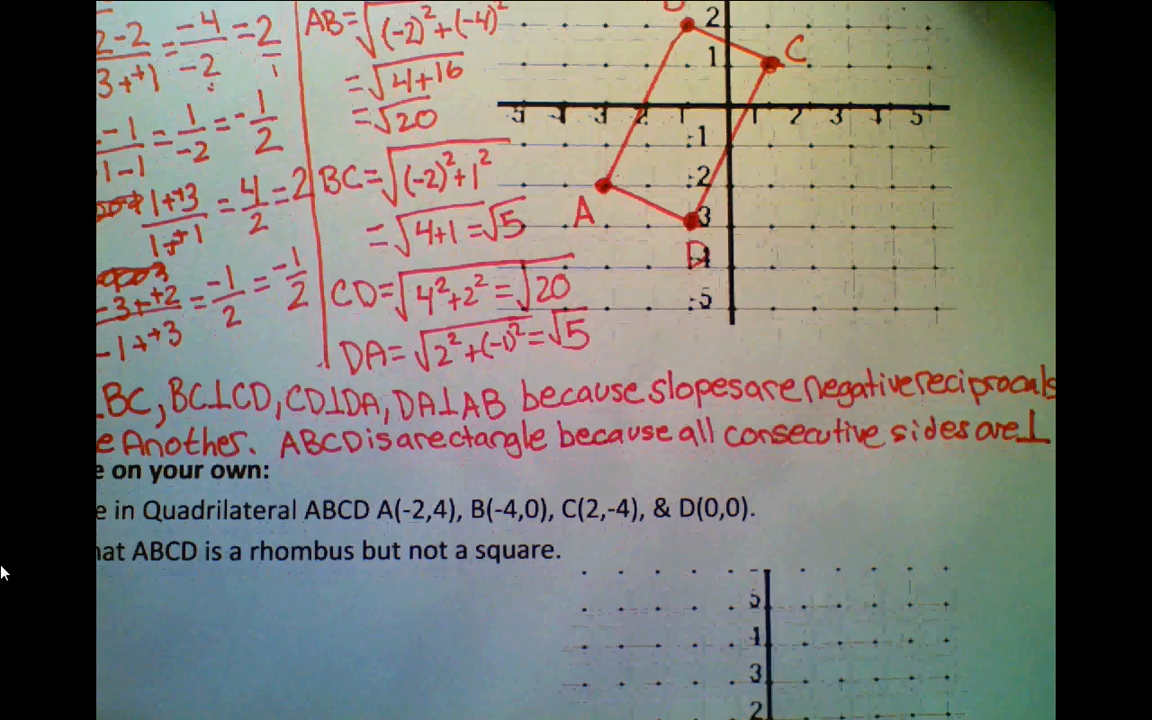 2-2/3++1 = -4/-2 = 2/1
-1/1-1 = 1/-2 = -1/2
1++3/1++1 = 4/2 = 2
-3++2/-1++3 = -1/2 = -1/2
AB=√(-2)²+(-4)²
=√4+16
=√20
BC=√(-2)²+1²
=√4+1=√5
CD=√4²+2²=√20
DA=√2²+(-1)²=√5
B
C
A
D
2
1
5 4 3 2 1 2 3 4 5
-1
-2
3
4
-5
⊥BC, BC⊥CD, CD⊥DA, DA⊥AB because slopes are negative reciprocals
e Another. ABCD is a rectangle because all consecutive sides are ⊥
e on your own:
e in Quadrilateral ABCD A(-2,4), B(-4,0), C(2,-4), & D(0,0).
hat ABCD is a rhombus but not a square.
5
1
3
2